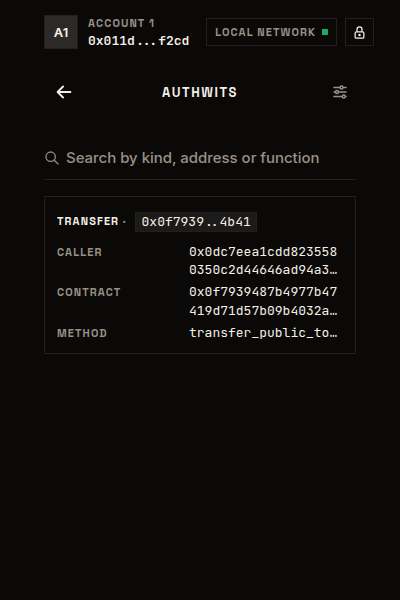 A1
ACCOUNT 1
0x011d...f2cd
LOCAL NETWORK
AUTHWITS
Search by kind, address or function
TRANSFER · 0x0f7939..4b41
CALLER 0x0dc7eea1cdd823558
0350c2d44646ad94a3…
CONTRACT 0x0f7939487b4977b47
419d71d57b09b4032a…
METHOD transfer_public_to…